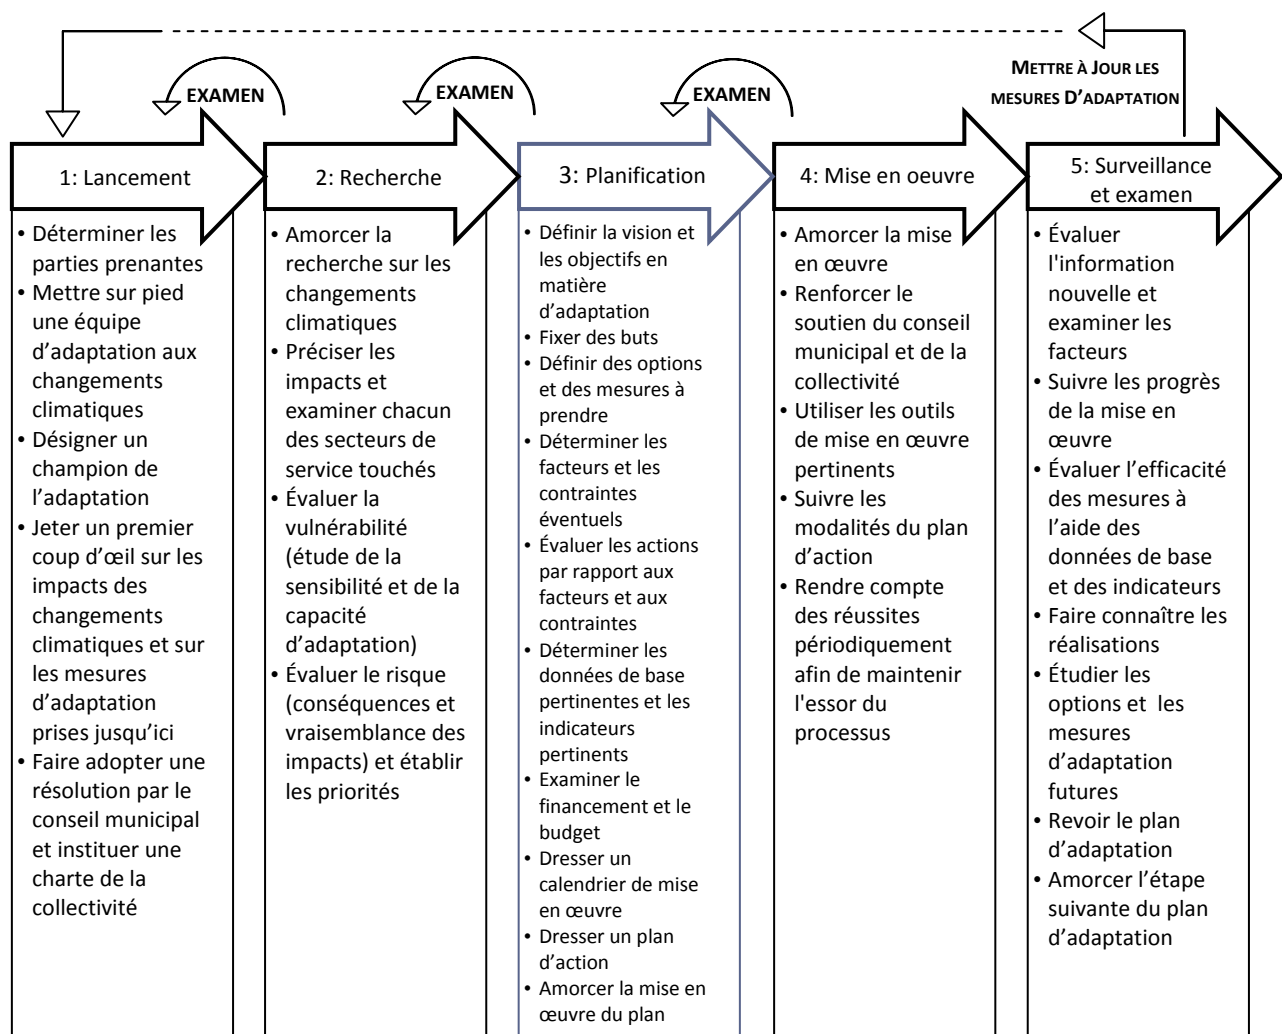 METTRE À JOUR LES
MESURES D'ADAPTATION
EXAMEN
EXAMEN
EXAMEN
1: Lancement
• Déterminer les
parties prenantes
• Mettre sur pied
une équipe
d’adaptation aux
changements
climatiques
• Désigner un
champion de
l’adaptation
• Jeter un premier
coup d’œil sur les
impacts des
changements
climatiques et sur
les mesures
d’adaptation
prises jusqu’ici
• Faire adopter une
résolution par le
conseil municipal
et instituer une
charte de la
collectivité
2: Recherche
• Amorcer la
recherche sur les
changements
climatiques
• Préciser les
impacts et
examiner chacun
des secteurs de
service touchés
• Évaluer la
vulnérabilité
(étude de la
sensibilité et de la
capacité
d’adaptation)
• Évaluer le risque
(conséquences et
vraisemblance des
impacts) et établir
les priorités
3: Planification
• Définir la vision et
les objectifs en
matière
d’adaptation
• Fixer des buts
• Définir des options
et des mesures à
prendre
• Déterminer les
facteurs et les
contraintes
éventuels
• Évaluer les actions
par rapport aux
facteurs et aux
contraintes
• Déterminer les
données de base
pertinentes et les
indicateurs
pertinents
• Examiner le
financement et le
budget
• Dresser un
calendrier de mise
en œuvre
• Dresser un plan
d’action
• Amorcer la mise en
œuvre du plan
4: Mise en oeuvre
• Amorcer la mise
en œuvre
• Renforcer le
soutien du conseil
municipal et de la
collectivité
• Utiliser les outils
de mise en œuvre
pertinents
• Suivre les
modalités du plan
d’action
• Rendre compte
des réussites
périodiquement
afin de maintenir
l'essor du
processus
5: Surveillance
et examen
• Évaluer
l'information
nouvelle et
examiner les
facteurs
• Suivre les progrès
de la mise en
œuvre
• Évaluer l’efficacité
des mesures à
l’aide des
données de base
et des indicateurs
• Faire connaître les
réalisations
• Étudier les
options et les
mesures
d’adaptation
futures
• Revoir le plan
d’adaptation
• Amorcer l’étape
suivante du plan
d’adaptation